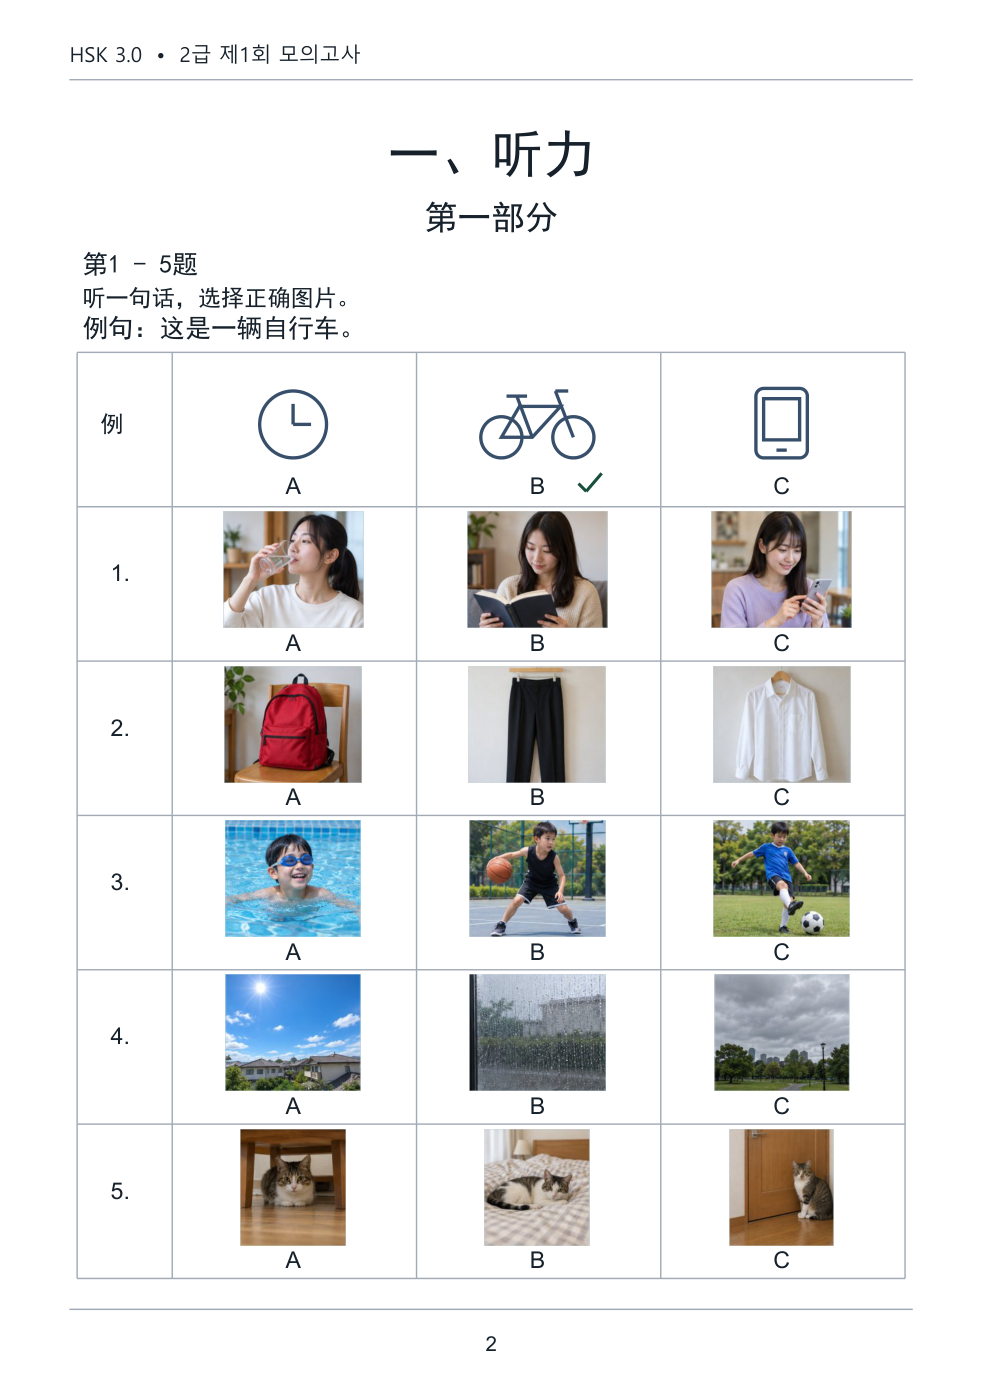 HSK 3.0 • 2급 제1회 모의고사
一、听力
第一部分
第1 － 5题
听一句话，选择正确图片。
例句：这是一辆自行车。
例
A B C
1.
A B C
2.
A B C
3.
A B C
4.
A B C
5.
A B C
2